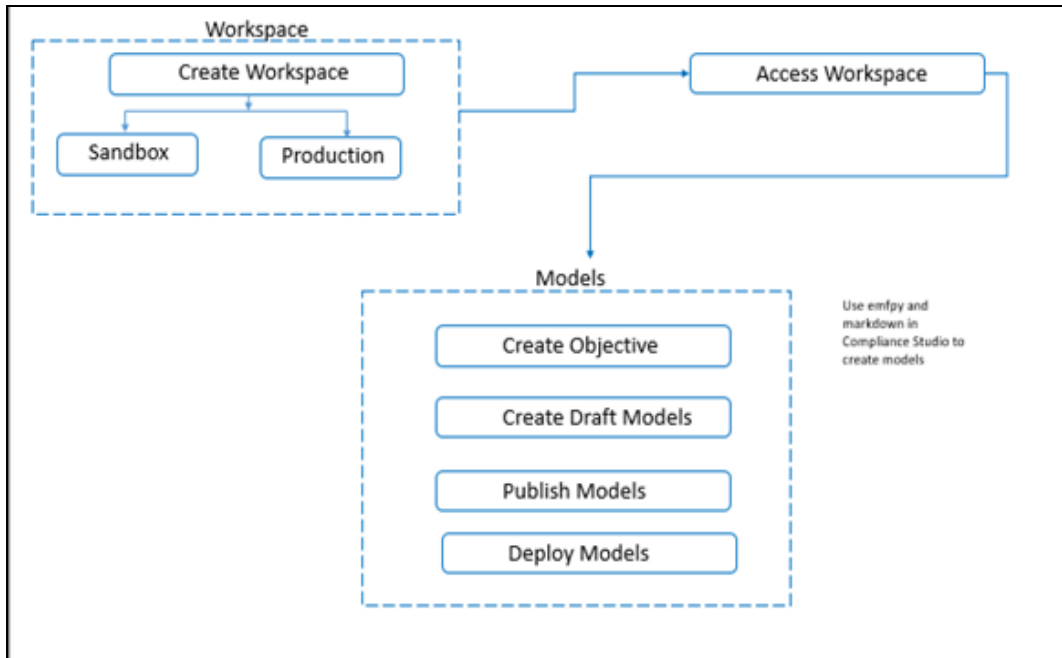 Workspace
Create Workspace
Access Workspace
Sandbox
Production
Models
Create Objective
Create Draft Models
Publish Models
Deploy Models
Use emfpy and
markdown in
Compliance Studio to
create models